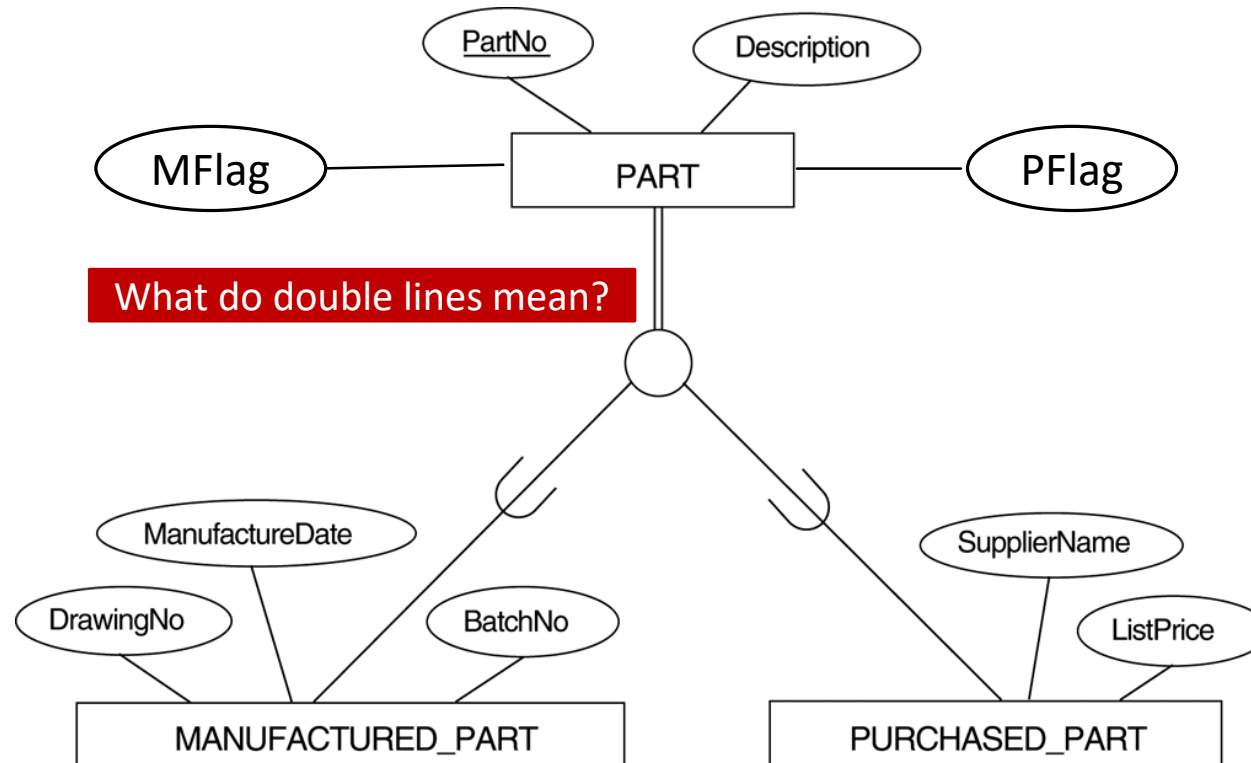 PartNo
Description
MFlag
PART
PFlag
What do double lines mean?
ManufactureDate
SupplierName
DrawingNo
BatchNo
ListPrice
MANUFACTURED_PART
PURCHASED_PART